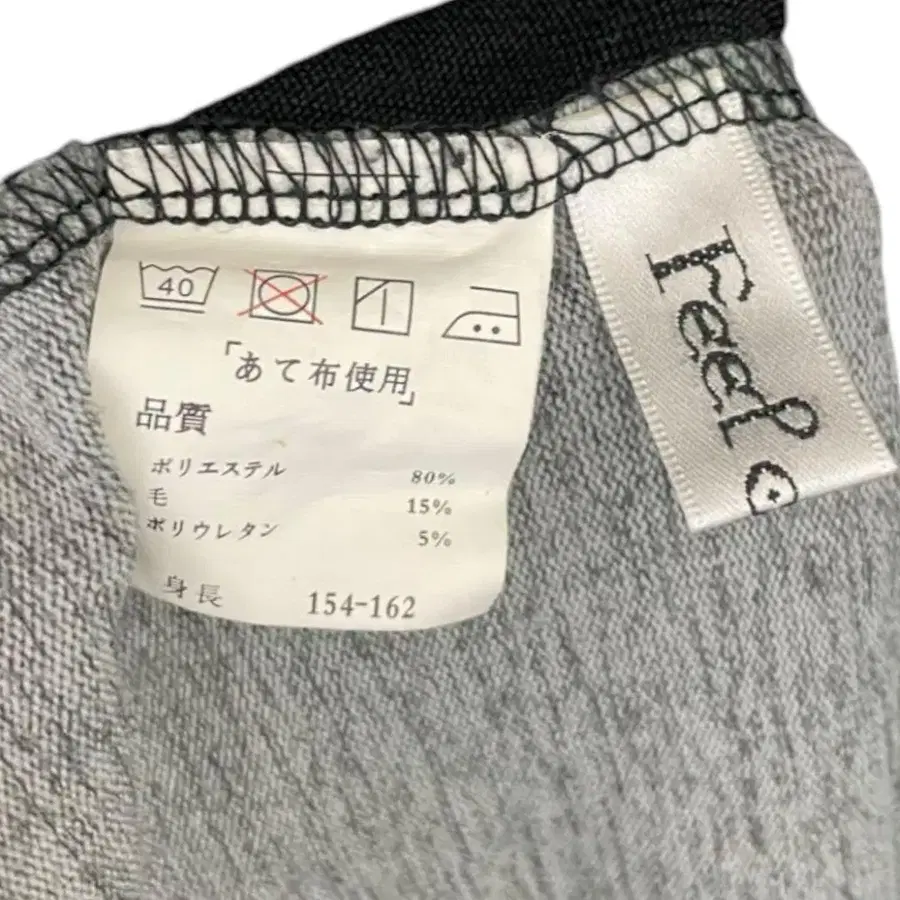 40
「あて布使用」
品質
ポリエステル 80%
毛 15%
ポリウレタン 5%
身長 154-162